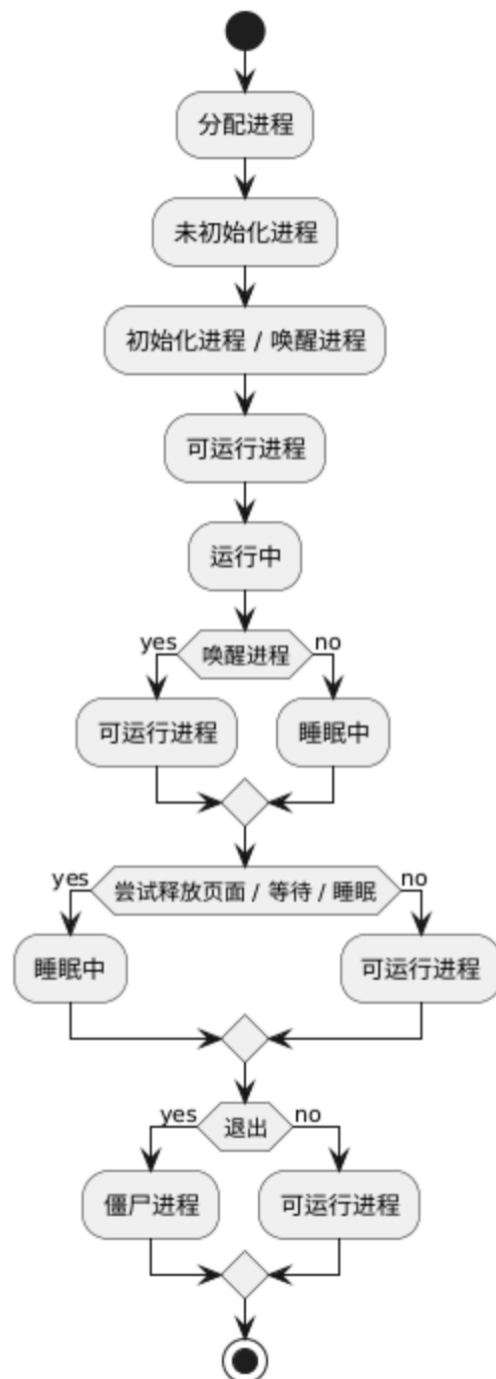 分配进程
未初始化进程
初始化进程 / 唤醒进程
可运行进程
运行中
yes
唤醒进程
no
可运行进程
睡眠中
yes
尝试释放页面 / 等待 / 睡眠
no
睡眠中
可运行进程
yes
退出
no
僵尸进程
可运行进程